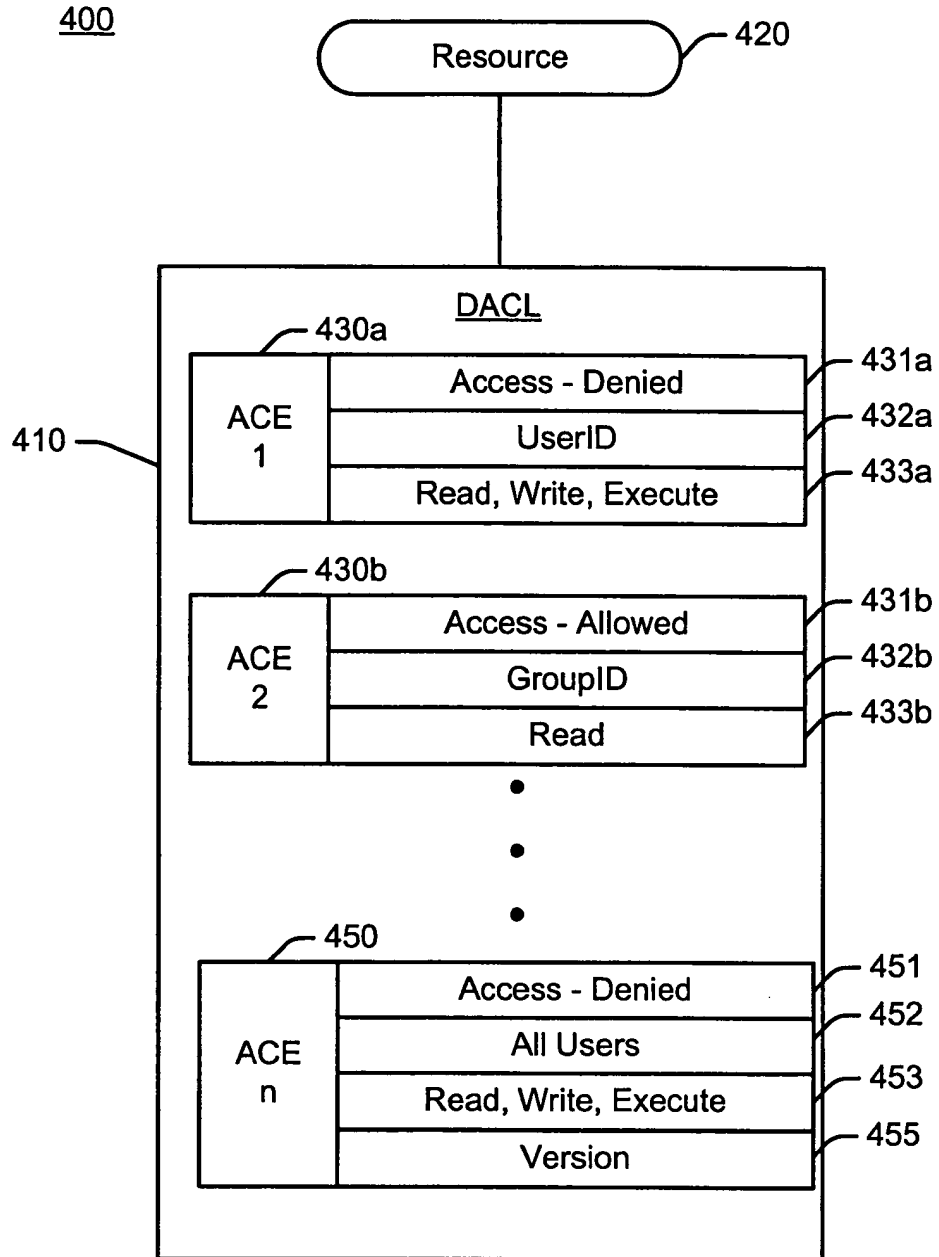 400
Resource
420
DACL
430a
ACE
1
Access - Denied
431a
UserID
432a
Read, Write, Execute
433a
410
430b
ACE
2
Access - Allowed
431b
GroupID
432b
Read
433b
450
ACE
n
Access - Denied
451
All Users
452
Read, Write, Execute
453
Version
455